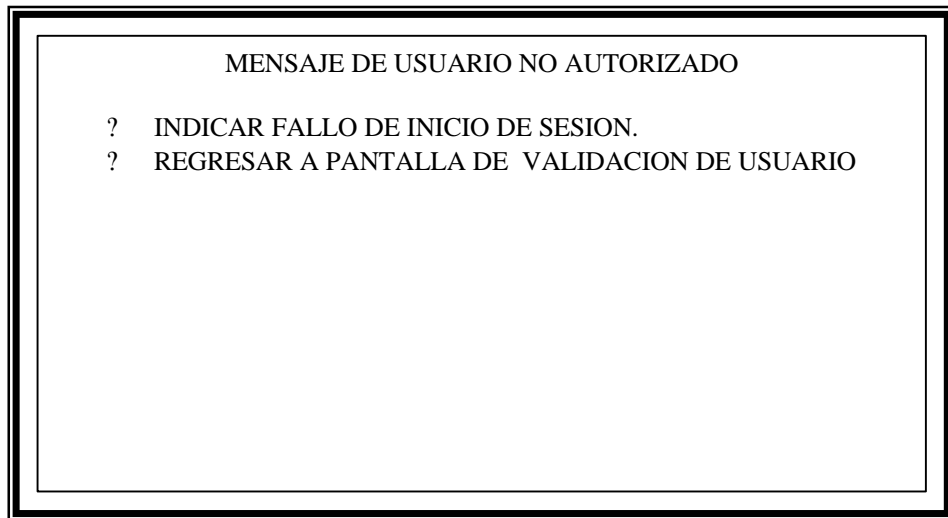 MENSAJE DE USUARIO NO AUTORIZADO
? INDICAR FALLO DE INICIO DE SESION.
? REGRESAR A PANTALLA DE VALIDACION DE USUARIO